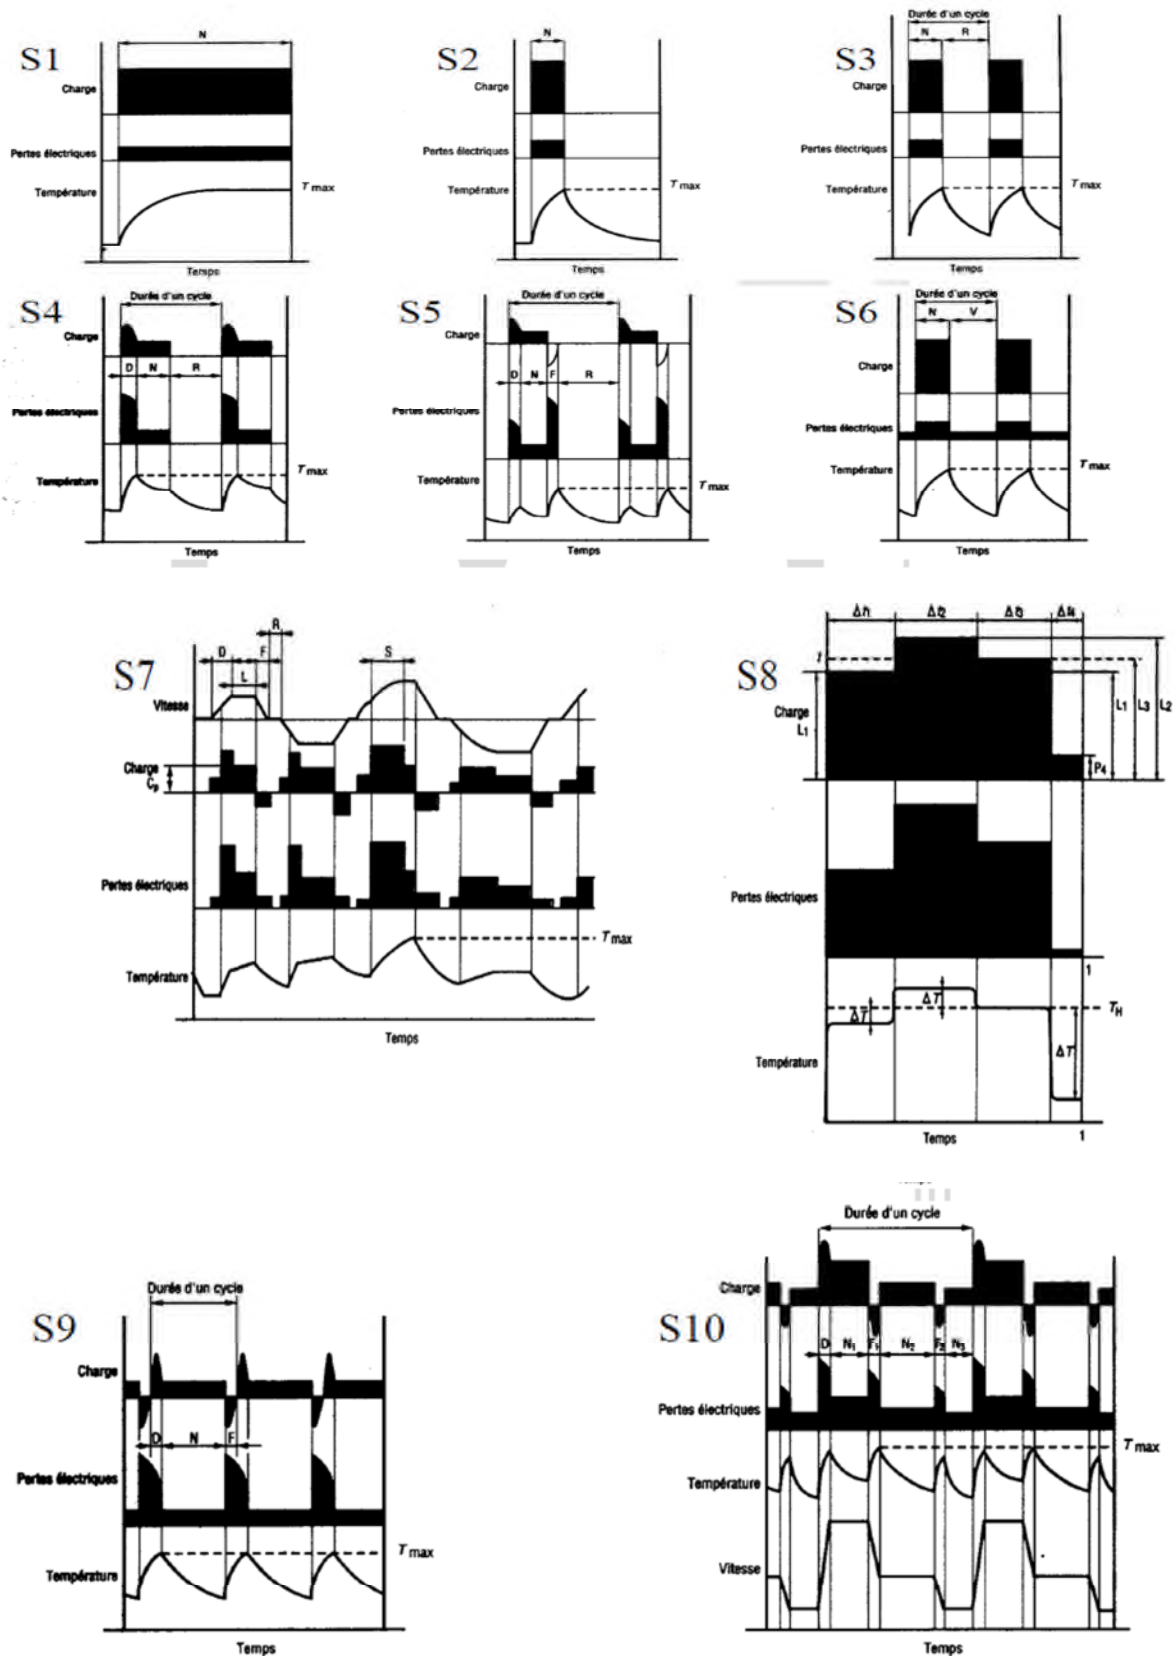 S1
N
Charge
Pertes électriques
Température
T max
Temps
S2
N
Charge
Pertes électriques
Température
T max
Temps
S3
Durée d'un cycle
N R
Charge
Pertes électriques
Température
T max
Temps
S4
Durée d'un cycle
Charge
D N R
Pertes électriques
Température
T max
Temps
S5
Durée d'un cycle
Charge
D N F R
Pertes électriques
Température
T max
Temps
S6
Durée d'un cycle
N V
Charge
Pertes électriques
Température
T max
Temps
S7
R
D F S
L
Vitesse
Charge
Cp
Pertes électriques
T max
Température
Temps
S8
Δt1 Δt2 Δt3 Δt4
Charge
L1
L1 L3 L2
P4
Pertes électriques
1
ΔT ΔT
TH
ΔT
Température
Temps
1
S9
Durée d'un cycle
Charge
D N F
Pertes électriques
T max
Température
Temps
S10
Durée d'un cycle
Charge
D N1 F1 N2 F2 N3
Pertes électriques
T max
Température
Vitesse
Temps